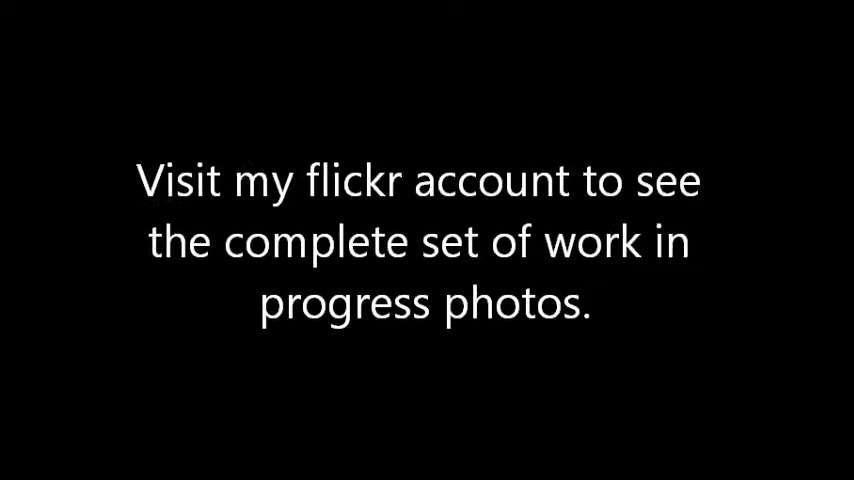 Visit my flickr account to see
the complete set of work in
progress photos.